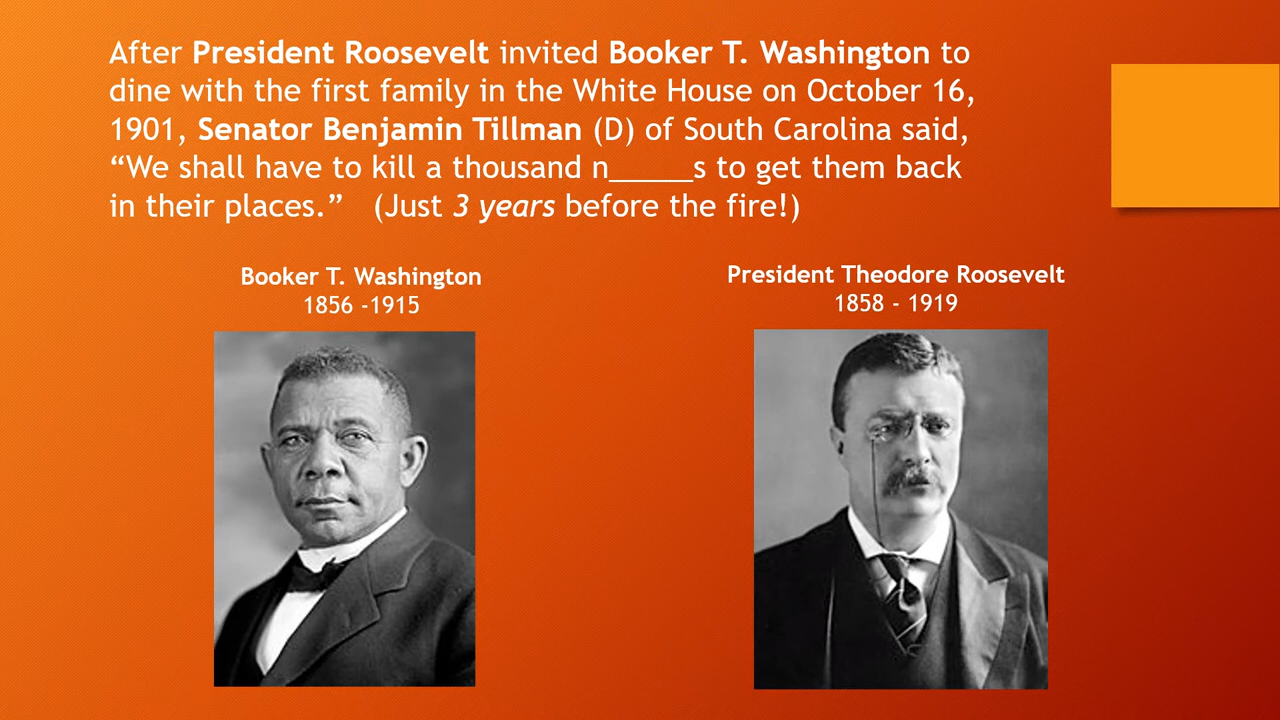 After President Roosevelt invited Booker T. Washington to
dine with the first family in the White House on October 16,
1901, Senator Benjamin Tillman (D) of South Carolina said,
“We shall have to kill a thousand n_____s to get them back
in their places.” (Just 3 years before the fire!)
Booker T. Washington
1856 -1915
President Theodore Roosevelt
1858 - 1919